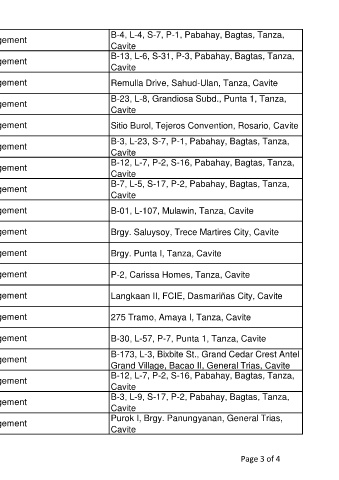 gement B-4, L-4, S-7, P-1, Pabahay, Bagtas, Tanza,
Cavite
gement B-13, L-6, S-31, P-3, Pabahay, Bagtas, Tanza,
Cavite
gement Remulla Drive, Sahud-Ulan, Tanza, Cavite
gement B-23, L-8, Grandiosa Subd., Punta 1, Tanza,
Cavite
gement Sitio Burol, Tejeros Convention, Rosario, Cavite
gement B-3, L-23, S-7, P-1, Pabahay, Bagtas, Tanza,
Cavite
gement B-12, L-7, P-2, S-16, Pabahay, Bagtas, Tanza,
Cavite
gement B-7, L-5, S-17, P-2, Pabahay, Bagtas, Tanza,
Cavite
gement B-01, L-107, Mulawin, Tanza, Cavite
gement Brgy. Saluysoy, Trece Martires City, Cavite
gement Brgy. Punta I, Tanza, Cavite
gement P-2, Carissa Homes, Tanza, Cavite
gement Langkaan II, FCIE, Dasmariñas City, Cavite
gement 275 Tramo, Amaya I, Tanza, Cavite
gement B-30, L-57, P-7, Punta 1, Tanza, Cavite
gement B-173, L-3, Bixbite St., Grand Cedar Crest Antel
Grand Village, Bacao II, General Trias, Cavite
gement B-12, L-7, P-2, S-16, Pabahay, Bagtas, Tanza,
Cavite
gement B-3, L-9, S-17, P-2, Pabahay, Bagtas, Tanza,
Cavite
gement Purok I, Brgy. Panungyanan, General Trias,
Cavite
Page 3 of 4